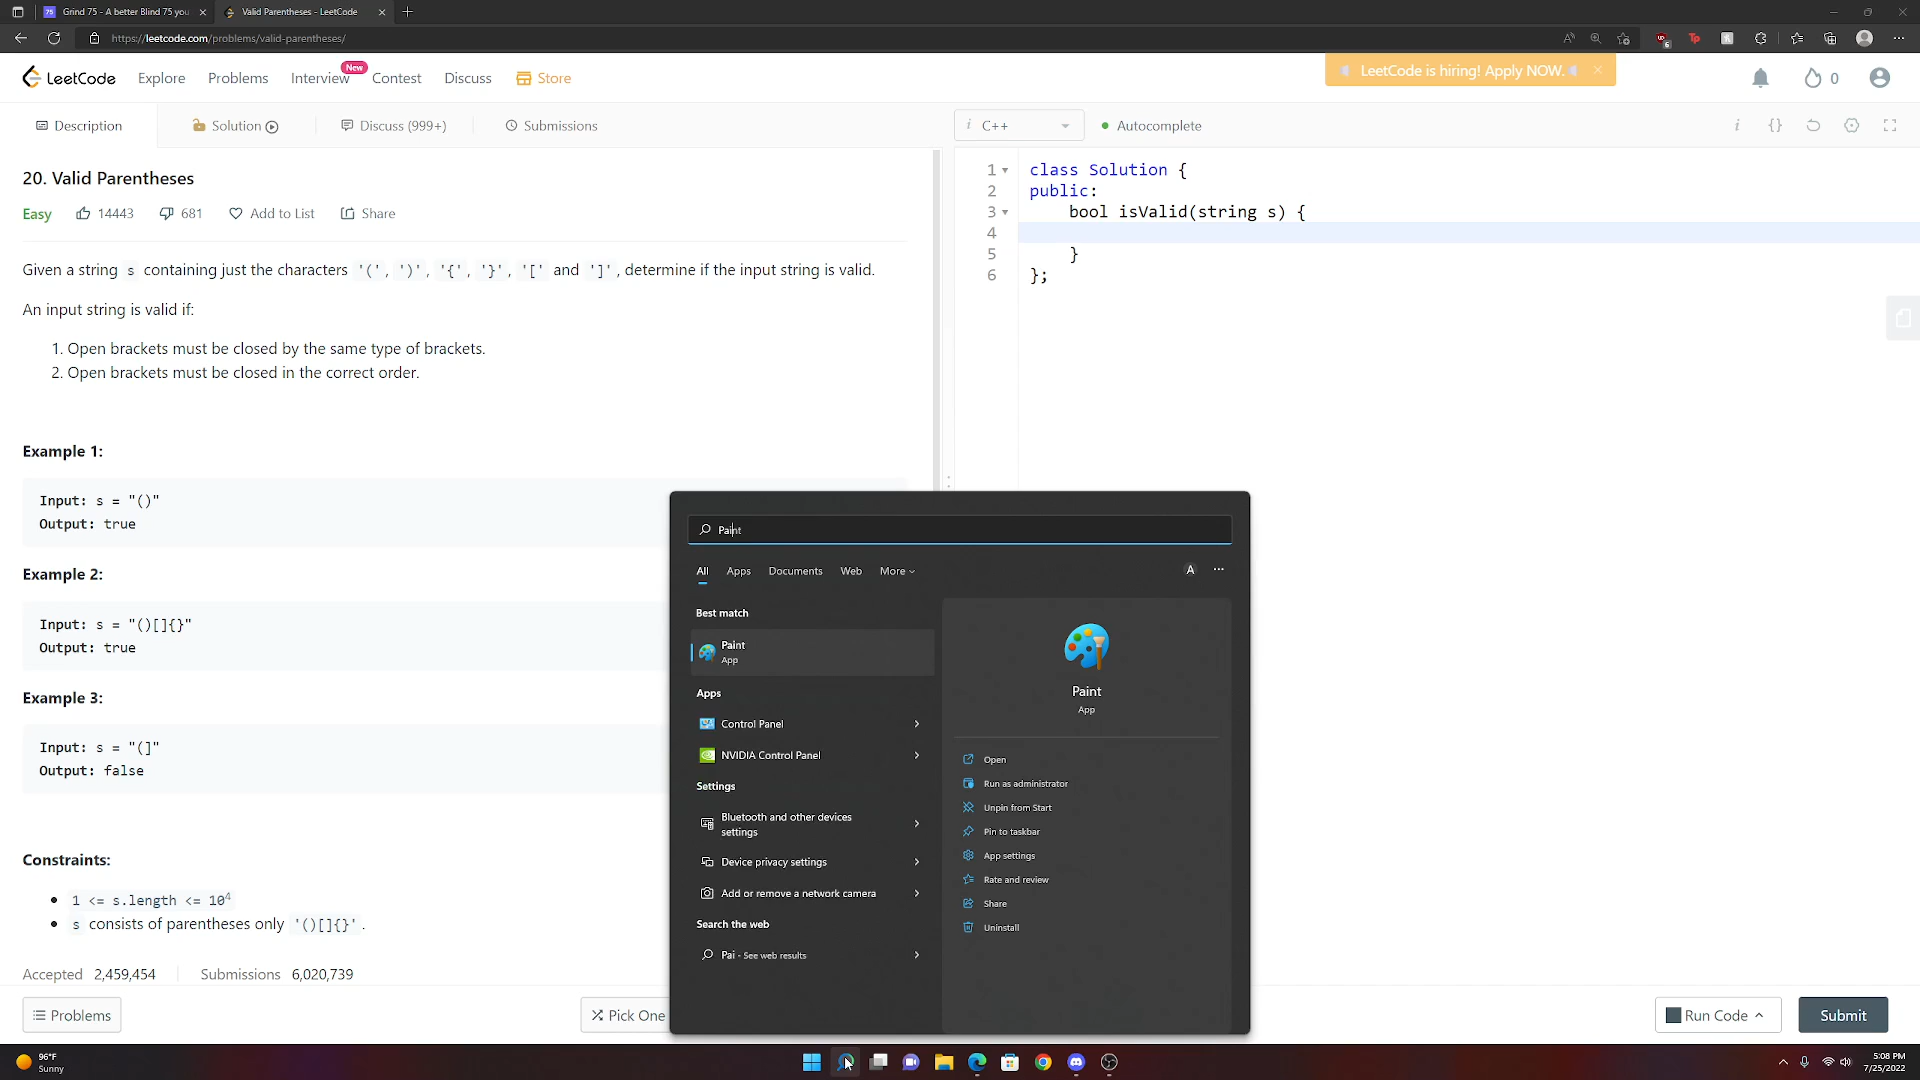 Grind 75 - A better Blind 75 you
Valid Parentheses - LeetCode
https://leetcode.com/problems/valid-parentheses/
LeetCode
Explore
Problems
Interview
New
Contest
Discuss
Store
LeetCode is hiring! Apply NOW.
0
Description
Solution
Discuss (999+)
Submissions
i C++
Autocomplete
20. Valid Parentheses
Easy
14443
681
Add to List
Share
Given a string s containing just the characters '(', ')', '{', '}', '[' and ']', determine if the input string is valid.
An input string is valid if:
1. Open brackets must be closed by the same type of brackets.
2. Open brackets must be closed in the correct order.
Example 1:
Input: s = "()"
Output: true
Example 2:
Input: s = "()[]{}"
Output: true
Example 3:
Input: s = "(]"
Output: false
Constraints:
1 <= s.length <= 10⁴
s consists of parentheses only '()[]{}'.
Accepted 2,459,454
Submissions 6,020,739
Problems
Pick One
1 class Solution {
2 public:
3 bool isValid(string s) {
4
5 }
6 };
Paint
All
Apps
Documents
Web
More
A
Best match
Paint
App
Apps
Control Panel
NVIDIA Control Panel
Settings
Bluetooth and other devices
settings
Device privacy settings
Add or remove a network camera
Search the web
Pai - See web results
Paint
App
Open
Run as administrator
Unpin from Start
Pin to taskbar
App settings
Rate and review
Share
Uninstall
Run Code
Submit
96°F
Sunny
5:08 PM
7/25/2022